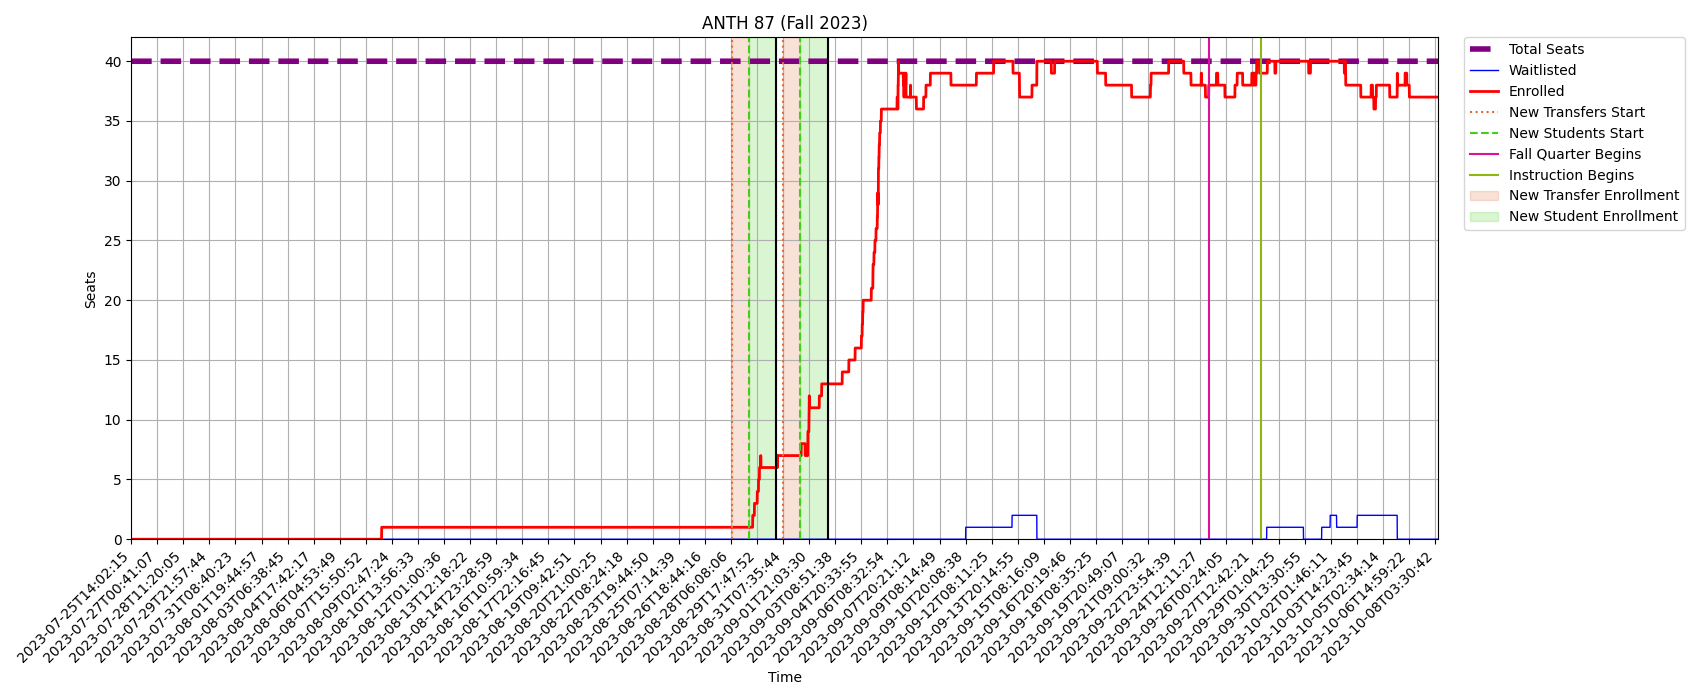 ANTH 87 (Fall 2023)
Total Seats
Waitlisted
Enrolled
New Transfers Start
New Students Start
Fall Quarter Begins
Instruction Begins
New Transfer Enrollment
New Student Enrollment
Seats
40
35
30
25
20
15
10
5
0
2023-07-25T14:02:15
2023-07-27T00:41:07
2023-07-28T11:20:05
2023-07-29T21:57:44
2023-07-31T08:40:23
2023-08-01T19:44:57
2023-08-03T06:38:45
2023-08-04T17:42:17
2023-08-06T04:53:49
2023-08-07T15:50:52
2023-08-09T02:47:24
2023-08-10T13:56:33
2023-08-12T01:00:36
2023-08-13T12:18:22
2023-08-14T23:28:59
2023-08-16T10:59:34
2023-08-17T22:16:45
2023-08-19T09:42:51
2023-08-20T21:00:25
2023-08-22T08:24:18
2023-08-23T19:44:50
2023-08-25T07:14:39
2023-08-26T18:44:16
2023-08-28T06:08:06
2023-08-29T17:47:52
2023-08-31T07:35:44
2023-09-01T21:03:30
2023-09-03T08:51:38
2023-09-04T20:33:55
2023-09-06T08:32:54
2023-09-07T20:21:12
2023-09-09T08:14:49
2023-09-10T20:08:38
2023-09-12T08:11:25
2023-09-13T20:14:55
2023-09-15T08:16:09
2023-09-16T20:19:46
2023-09-18T08:35:25
2023-09-19T20:49:07
2023-09-21T09:00:32
2023-09-22T23:54:39
2023-09-24T12:11:27
2023-09-26T00:24:05
2023-09-27T12:42:21
2023-09-29T01:04:25
2023-09-30T13:30:55
2023-10-02T01:46:11
2023-10-03T14:23:45
2023-10-05T02:34:14
2023-10-06T14:59:22
2023-10-08T03:30:42
Time